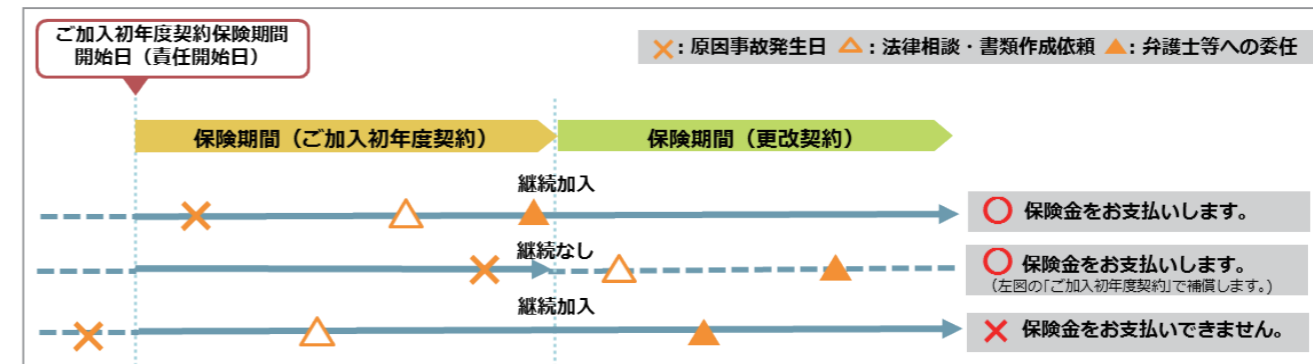 ご加入初年度契約保険期間
開始日（責任開始日）
×：原因事故発生日 △：法律相談・書類作成依頼 ▲：弁護士等への委任
保険期間（ご加入初年度契約）
保険期間（更改契約）
継続加入
○ 保険金をお支払いします。
継続なし
○ 保険金をお支払いします。
（左図の「ご加入初年度契約」で補償します。）
継続加入
× 保険金をお支払いできません。